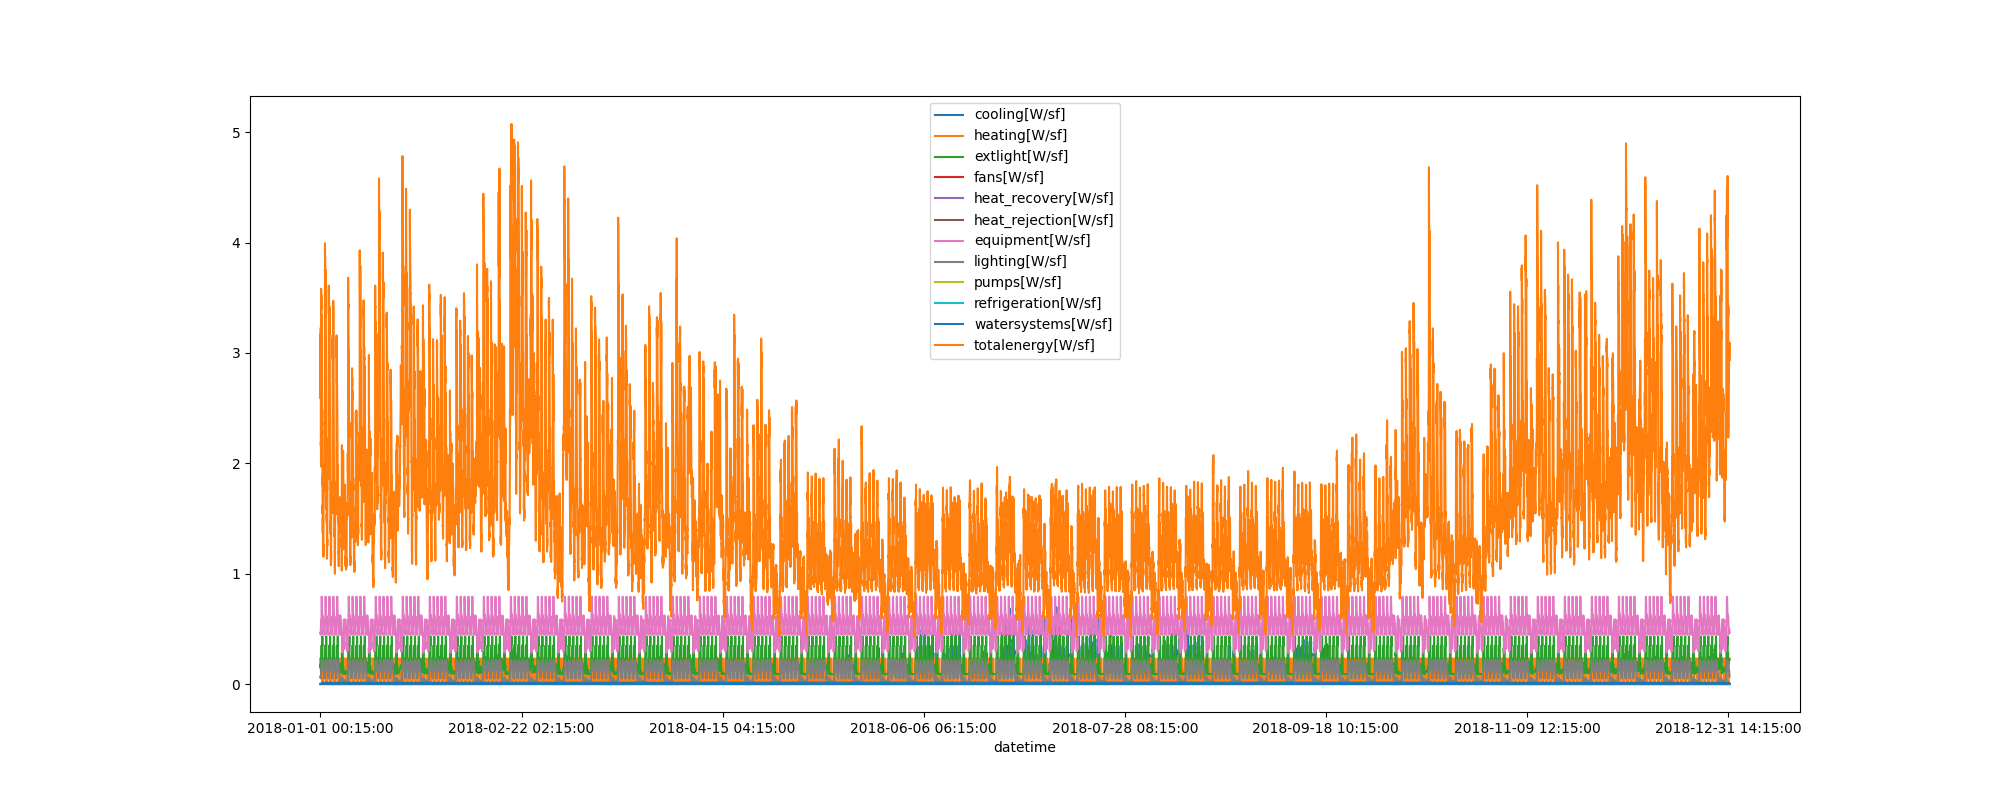 5
4
3
2
1
0
cooling[W/sf]
heating[W/sf]
extlight[W/sf]
fans[W/sf]
heat_recovery[W/sf]
heat_rejection[W/sf]
equipment[W/sf]
lighting[W/sf]
pumps[W/sf]
refrigeration[W/sf]
watersystems[W/sf]
totalenergy[W/sf]
2018-01-01 00:15:00 2018-02-22 02:15:00 2018-04-15 04:15:00 2018-06-06 06:15:00 2018-07-28 08:15:00 2018-09-18 10:15:00 2018-11-09 12:15:00 2018-12-31 14:15:00
datetime